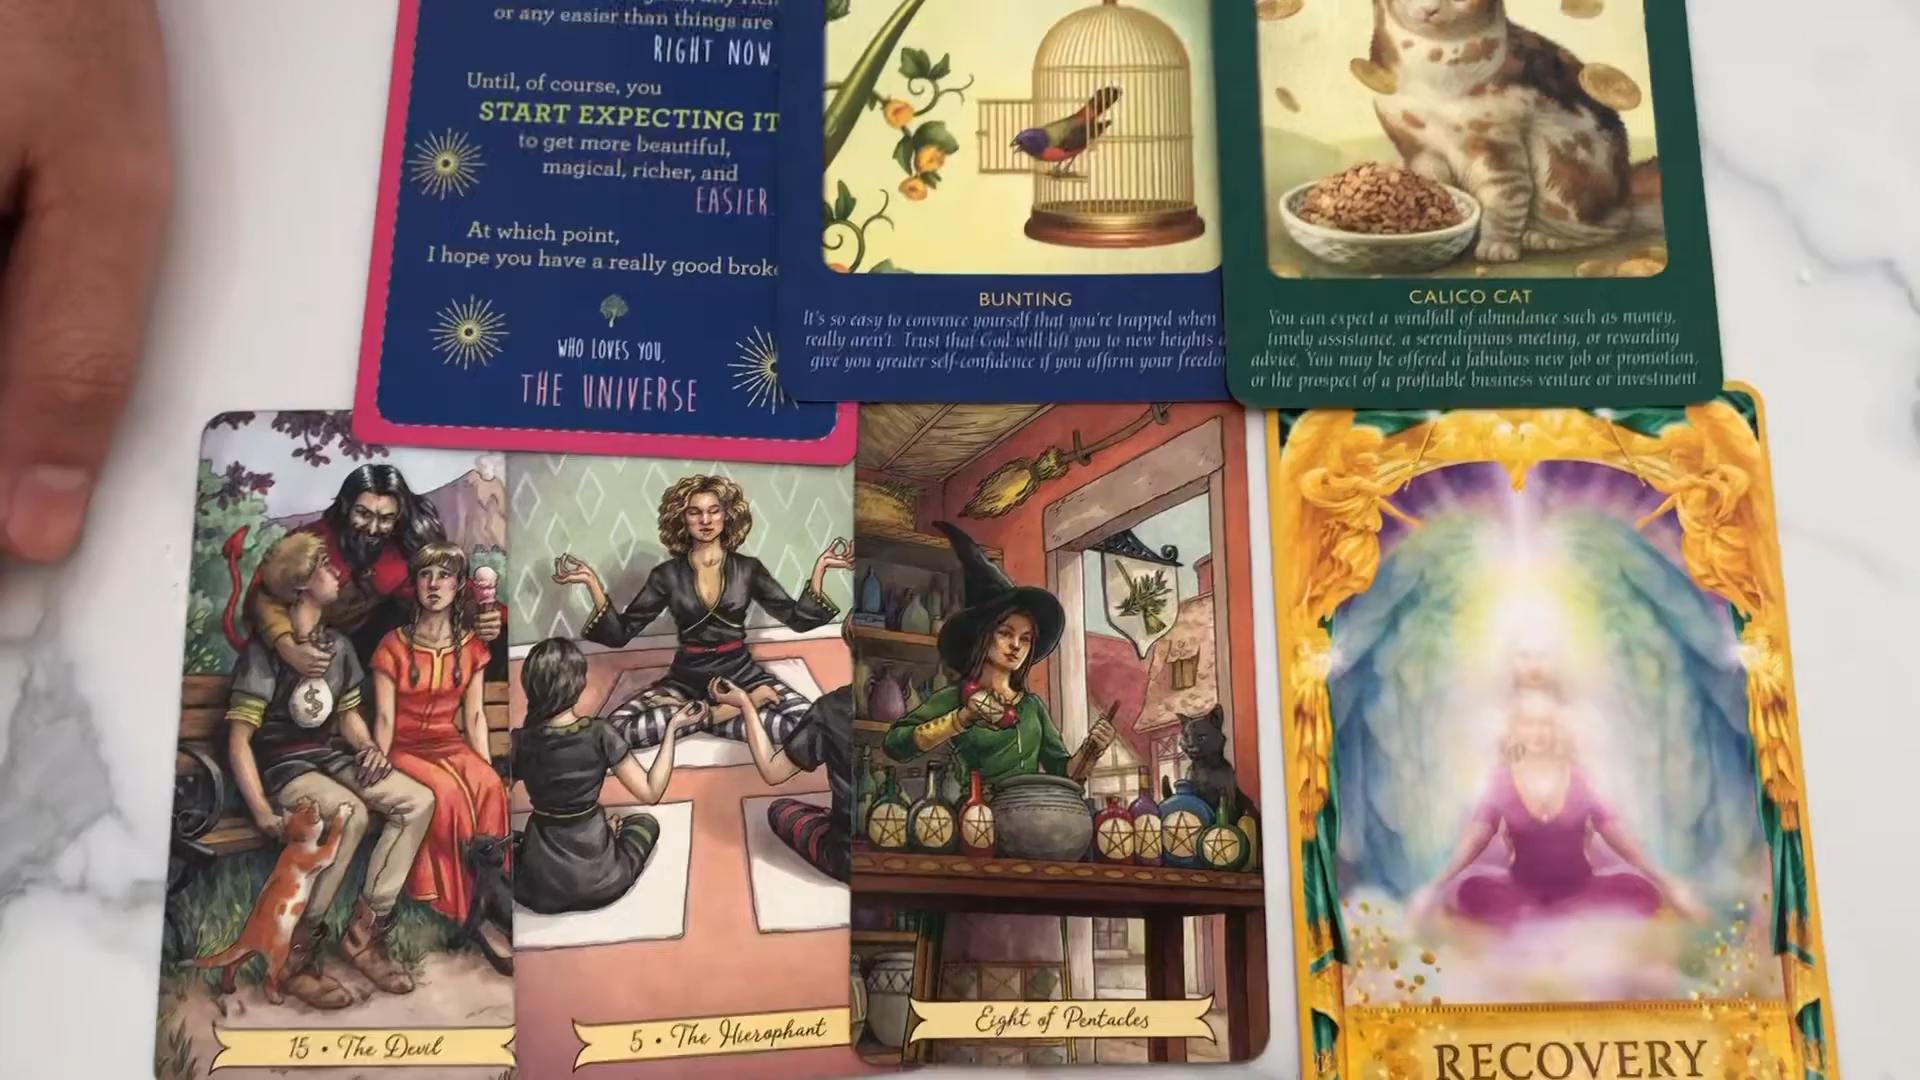 or any easier than things are
RIGHT NOW.
Until, of course, you
START EXPECTING IT
to get more beautiful,
magical, richer, and
EASIER.
At which point,
I hope you have a really good
WHO LOVES YOU,
THE UNIVERSE
BUNTING
It's so easy to convince yourself that you're trapped when
really aren't. Trust that God will lift you to new heights
give you greater self-confidence if you affirm your
CALICO CAT
You can expect a windfall of abundance such as money,
timely assistance, a serendipitous meeting, or rewarding
advice. You may be offered a fabulous new job or promotion,
or the prospect of a profitable business venture or investment.
$
15 • The Devil
5 • The Hierophant
Eight of Pentacles
RECOVERY